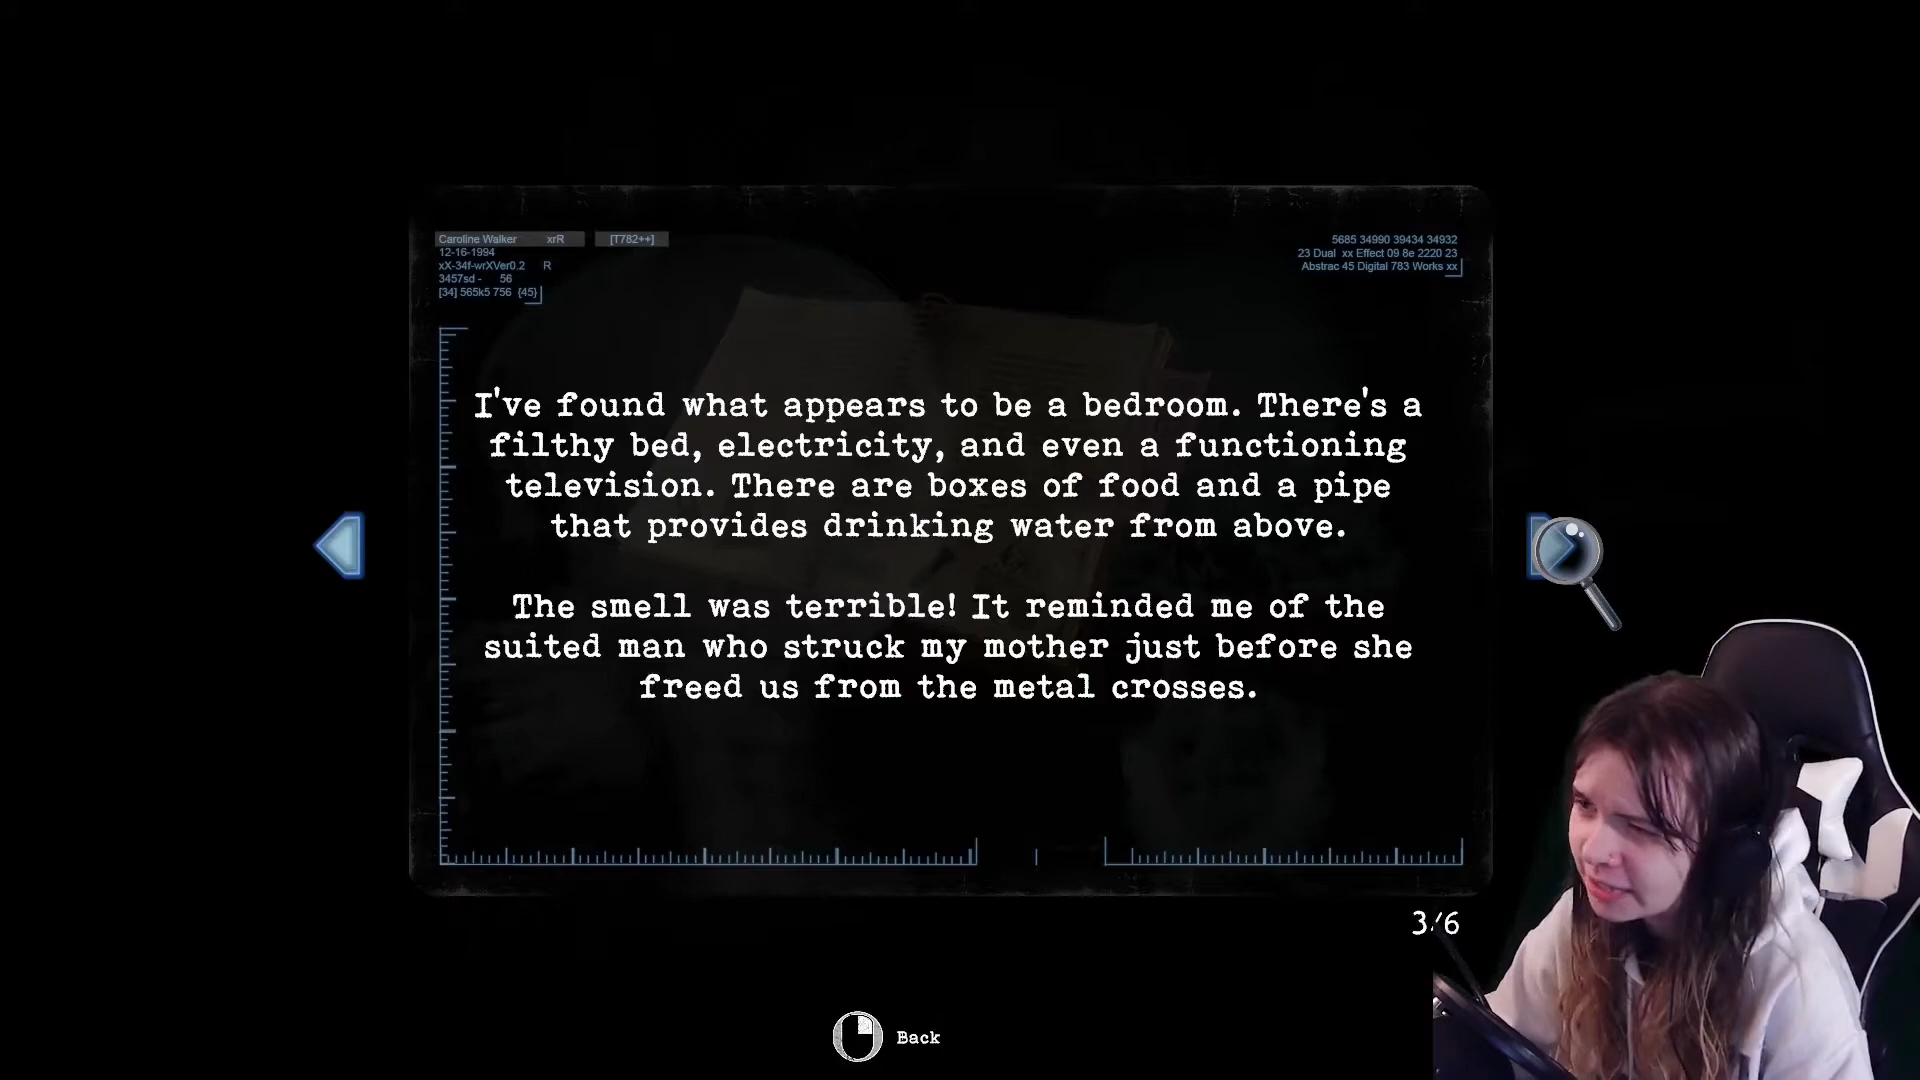 Caroline Walker xrR [T782++]
12-16-1994
xX-34f-wrXVer0.2 R
3457sd - 56
[34] 565k5 756 {45}
5685 34990 39434 34932
23 Dual xx Effect 09 8e 2220 23
Abstrac 45 Digital 783 Works xx
I've found what appears to be a bedroom. There's a
filthy bed, electricity, and even a functioning
television. There are boxes of food and a pipe
that provides drinking water from above.
The smell was terrible! It reminded me of the
suited man who struck my mother just before she
freed us from the metal crosses.
3/6
Back